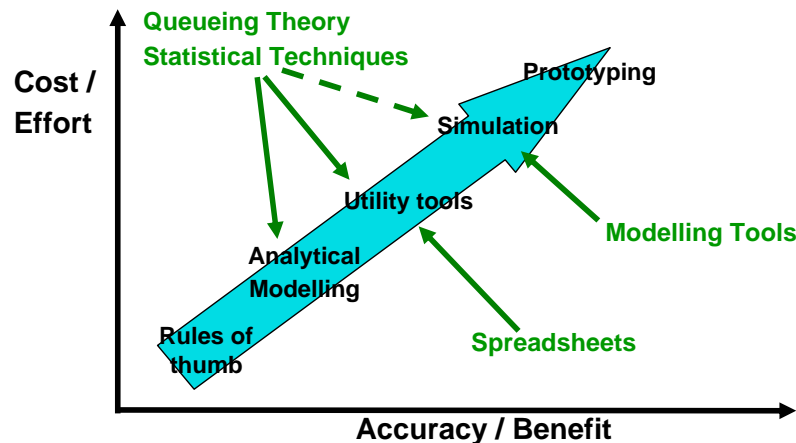 Queueing Theory
Statistical Techniques
Cost /
Effort
Prototyping
Simulation
Utility tools
Modelling Tools
Analytical
Modelling
Spreadsheets
Rules of
thumb
Accuracy / Benefit